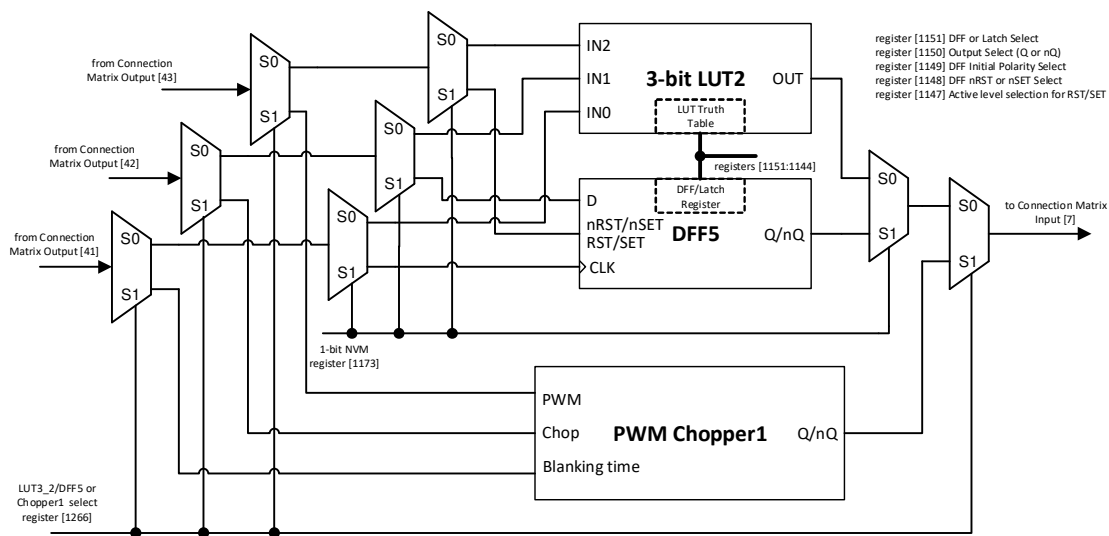 S0
S1
from Connection
Matrix Output [43]
S0
S1
from Connection
Matrix Output [42]
S0
S1
from Connection
Matrix Output [41]
S0
S1
S0
S1
S0
S1
IN2
IN1
IN0
3-bit LUT2
OUT
LUT Truth
Table
registers [1151:1144]
DFF/Latch
Register
D
nRST/nSET
RST/SET
DFF5
Q/nQ
CLK
register [1151] DFF or Latch Select
register [1150] Output Select (Q or nQ)
register [1149] DFF Initial Polarity Select
register [1148] DFF nRST or nSET Select
register [1147] Active level selection for RST/SET
S0
S1
S0
S1
to Connection Matrix
Input [7]
1-bit NVM
register [1173]
PWM
Chop
Blanking time
PWM Chopper1
Q/nQ
LUT3_2/DFF5 or
Chopper1 select
register [1266]